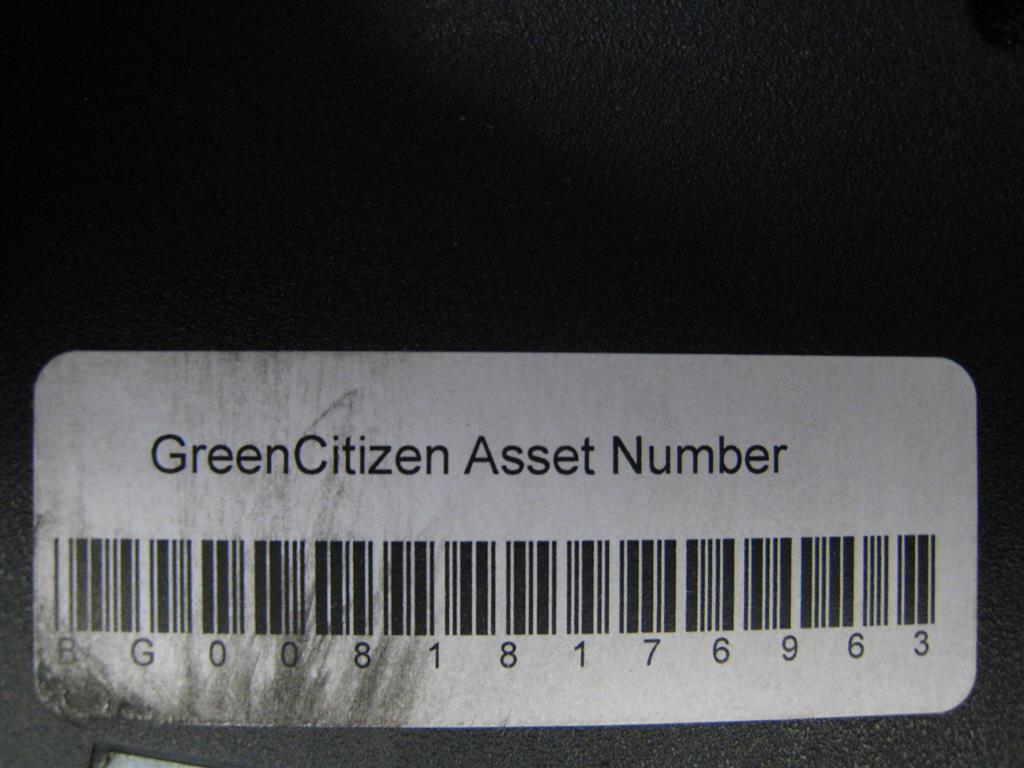 GreenCitizen Asset Number
B G 0 0 8 1 8 1 7 6 9 6 3